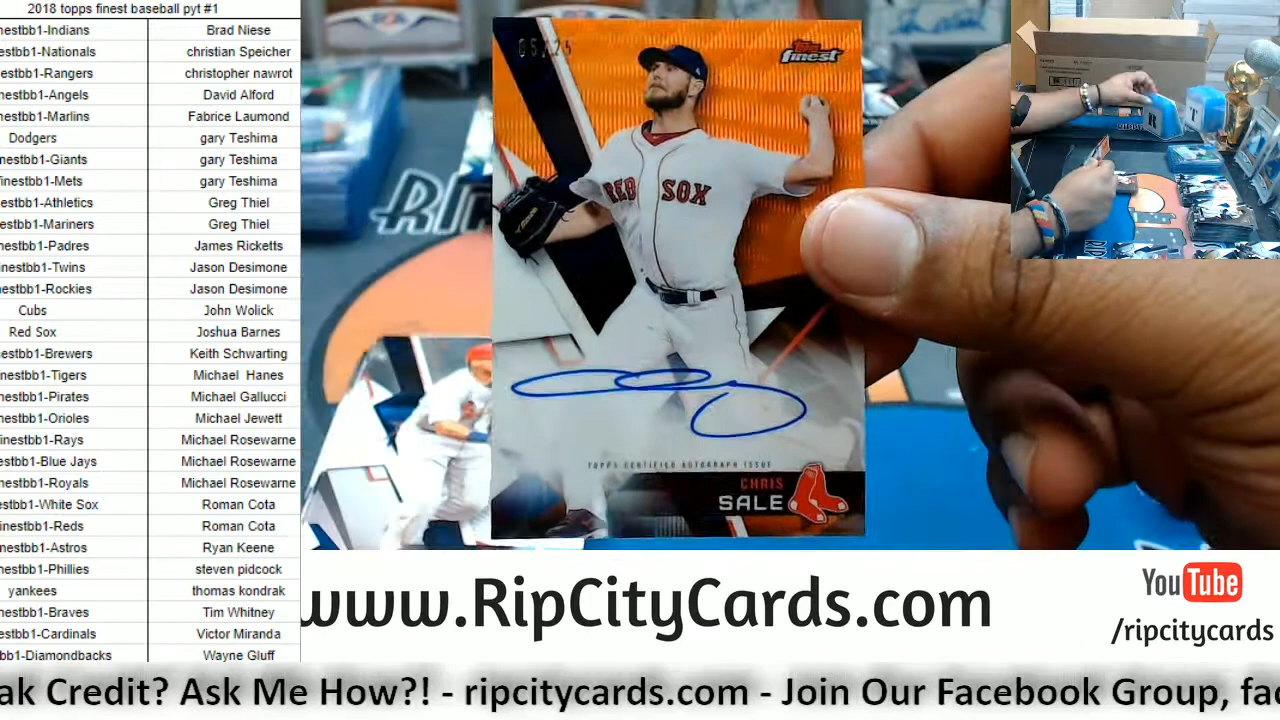 2018 topps finest baseball pyt #1
nestbb1-Indians Brad Niese
nestbb1-Nationals christian Speicher
nestbb1-Rangers christopher nawrot
nestbb1-Angels David Alford
nestbb1-Marlins Fabrice Laumond
Dodgers gary Teshima
nestbb1-Giants gary Teshima
finestbb1-Mets gary Teshima
estbb1-Athletics Greg Thiel
estbb1-Mariners Greg Thiel
nestbb1-Padres James Ricketts
inestbb1-Twins Jason Desimone
nestbb1-Rockies Jason Desimone
Cubs John Wolick
Red Sox Joshua Barnes
estbb1-Brewers Keith Schwarting
nestbb1-Tigers Michael Hanes
nestbb1-Pirates Michael Gallucci
nestbb1-Orioles Michael Jewett
inestbb1-Rays Michael Rosewarne
estbb1-Blue Jays Michael Rosewarne
nestbb1-Royals Michael Rosewarne
estbb1-White Sox Roman Cota
inestbb1-Reds Roman Cota
nestbb1-Astros Ryan Keene
nestbb1-Phillies steven pidcock
yankees thomas kondrak
nestbb1-Braves Tim Whitney
estbb1-Cardinals Victor Miranda
bb1-Diamondbacks Wayne Gluff
05/25
Topps
finest
RED SOX
TOPPS CERTIFIED AUTOGRAPH ISSUE
CHRIS
SALE
www.RipCityCards.com
YouTube
/ripcitycards
ak Credit? Ask Me How?! - ripcitycards.com - Join Our Facebook Group, fac